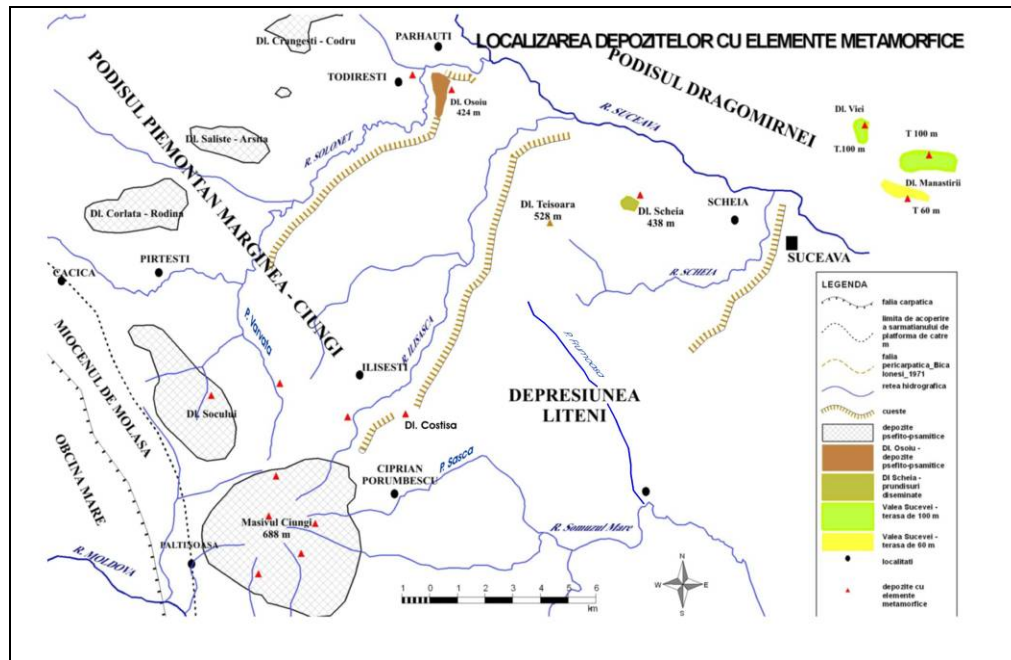 LOCALIZAREA DEPOZITELOR CU ELEMENTE METAMORFICE
Dl. Crangesti - Codru
PARHAUTI
TODIRESTI
Dl. Osoiu
424 m
PODISUL DRAGOMIRNEI
R. SUCEAVA
Dl. Viei
T.100 m
T 100 m
Dl. Manastirii
T 60 m
Dl. Saliste - Arsita
R. SOLONET
PODISUL PIEMONTAN MARGINEA - CIUNGI
Dl. Corlata - Rodina
Dl. Teisoara
528 m
Dl. Scheia
438 m
SCHEIA
SUCEAVA
R. SCHEIA
CACICA
PIRTESTI
MIOCENUL DE MOLASA
P. Varvata
R. ILISASCA
ILISESTI
P. Frumoasa
DEPRESIUNEA
LITENI
Dl. Socului
Dl. Costisa
OBCINA MARE
CIPRIAN
PORUMBESCU
P. Sasca
Masivul Ciungi
688 m
R. Somuzul Mare
PALTINOASA
R. MOLDOVA
N
W
E
S
1 0 1 2 3 4 5 6
km
LEGENDA
falia carpatica
limita de acoperire
a sarmatianului de
platforma de catre
m
falia
pericarpatica_Bica
Ionesi_1971
retea hidrografica
cueste
depozite
psefito-psamitice
Dl. Osoiu -
depozite
psefito-psamitice
Dl Scheia -
prundisuri
diseminate
Valea Sucevei -
terasa de 100 m
Valea Sucevei -
terasa de 60 m
localitati
depozite cu
elemente
metamorfice